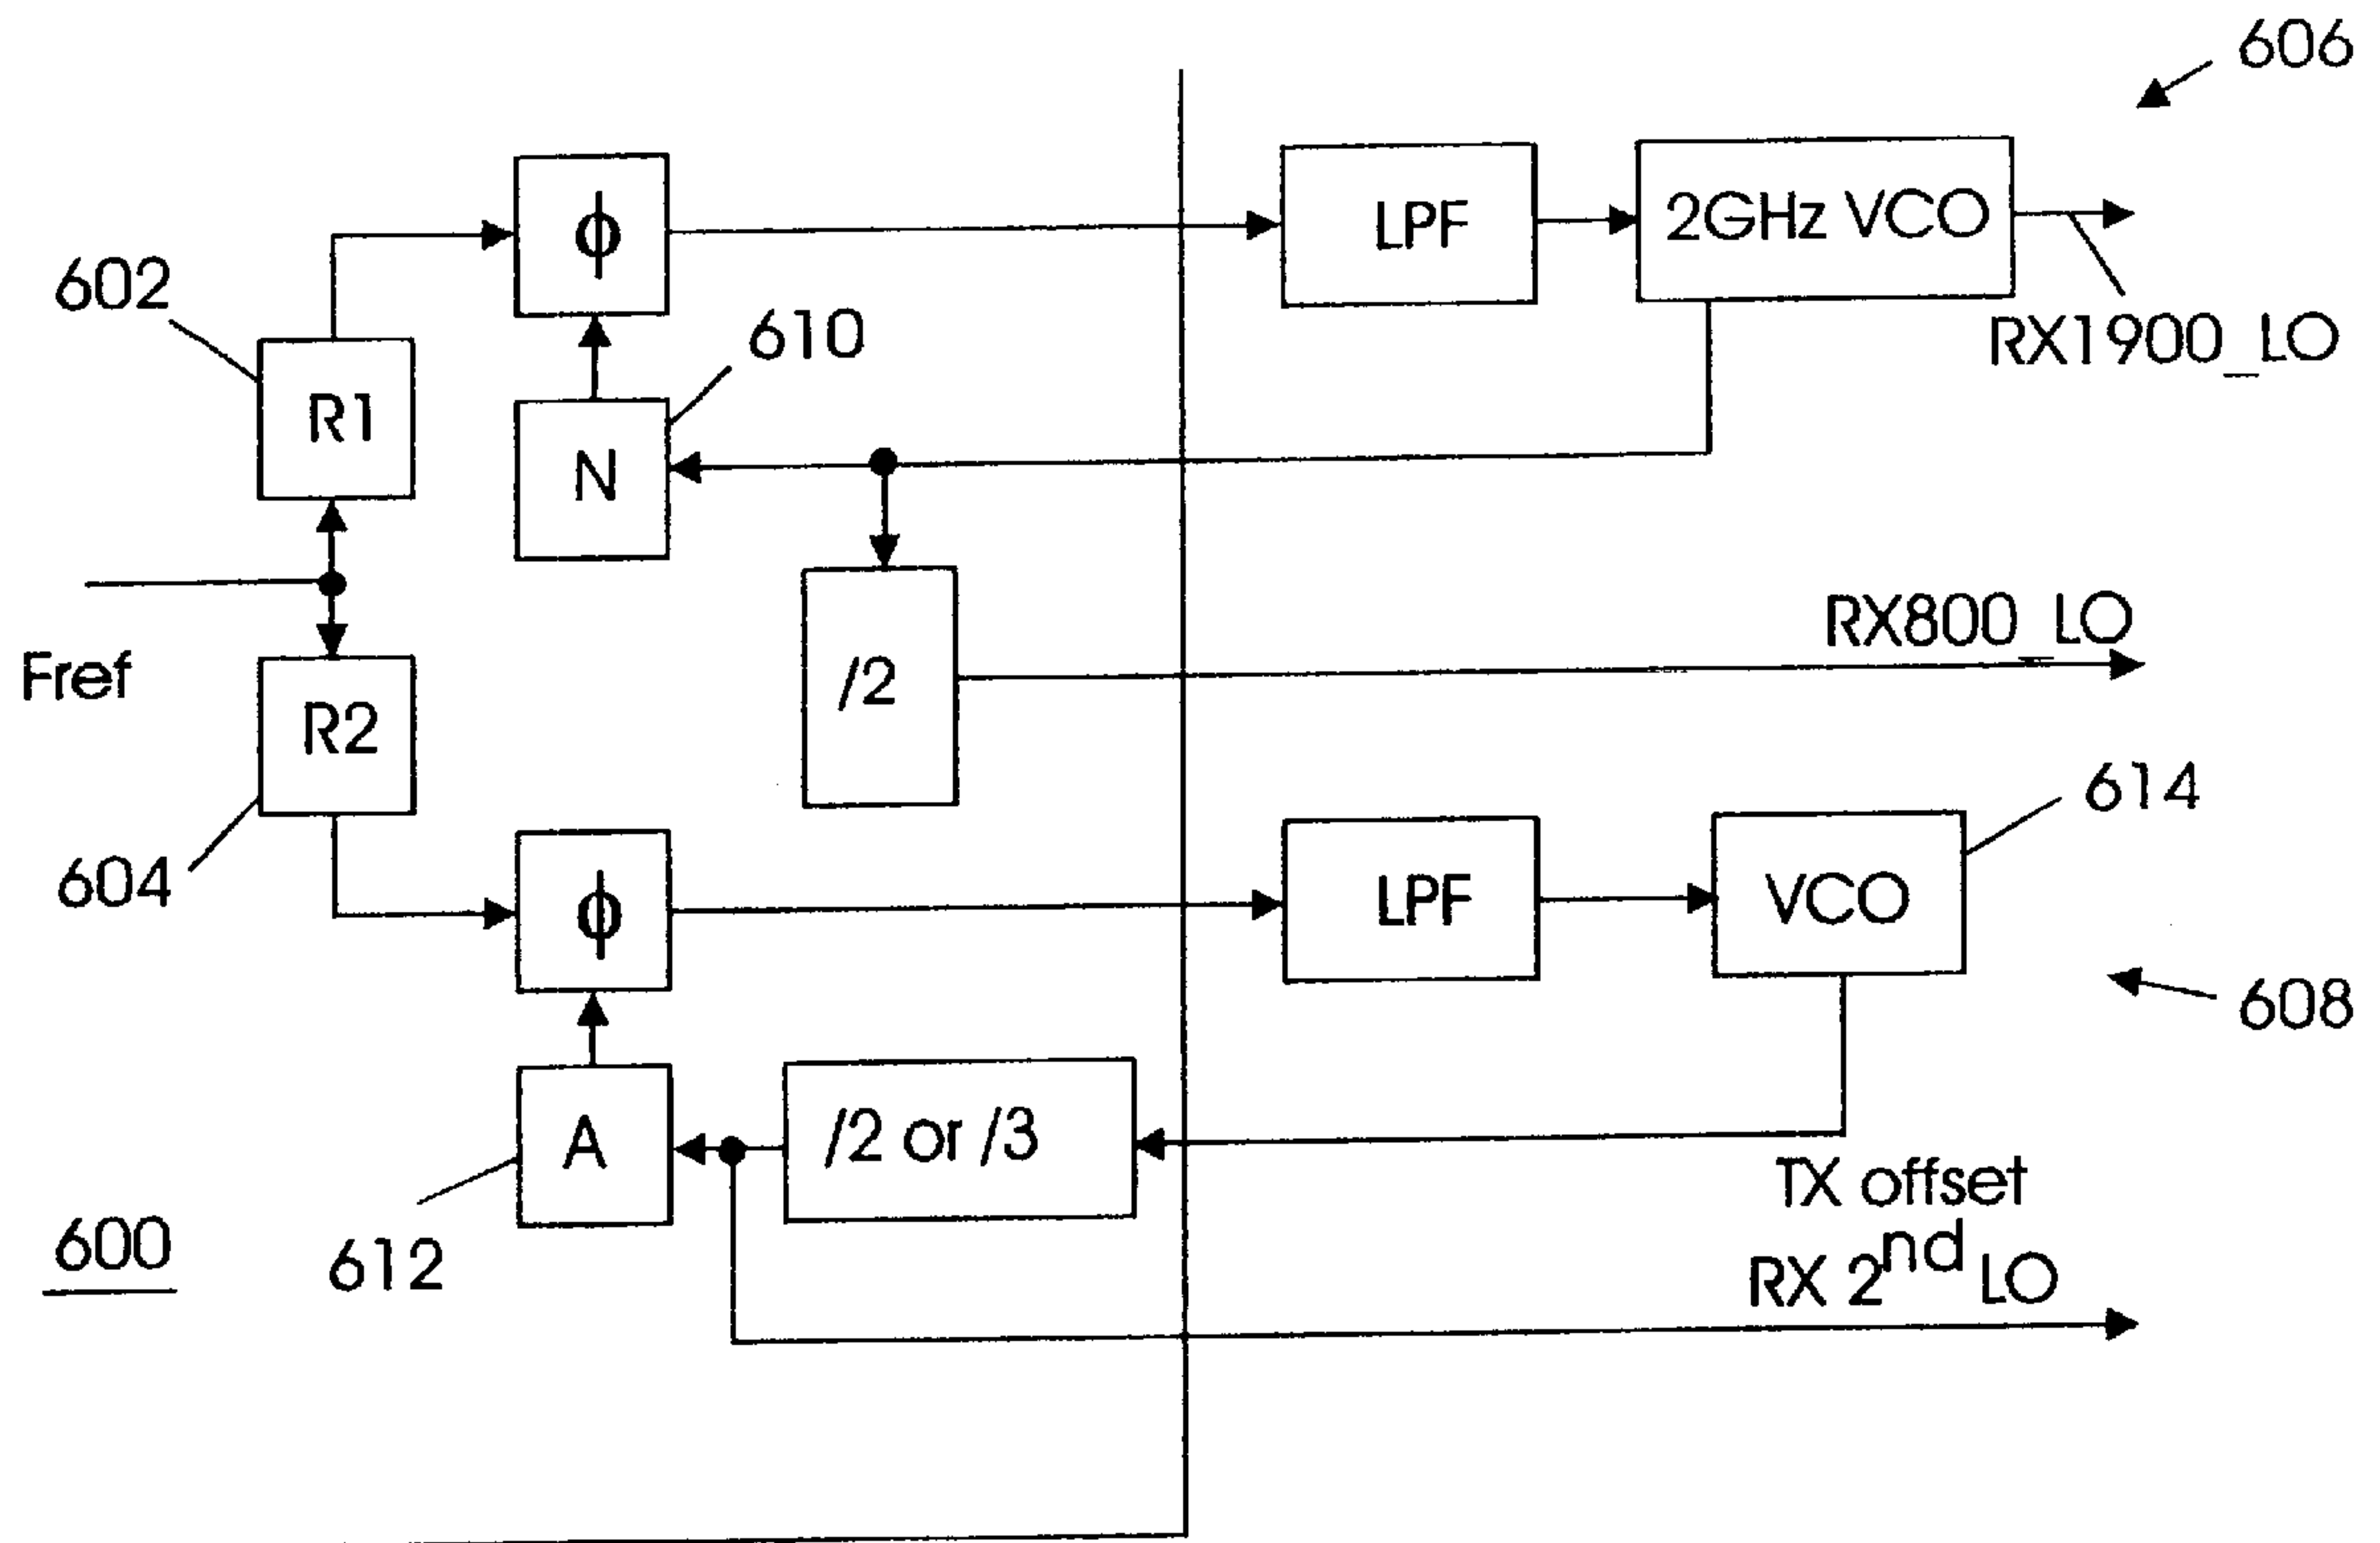 606
ϕ
LPF
2GHz VCO
602
610
RX1900_LO
R1
N
RX800_LO
Fref
/2
R2
614
604
ϕ
LPF
VCO
608
A
/2 or /3
TX offset
RX 2nd LO
600
612